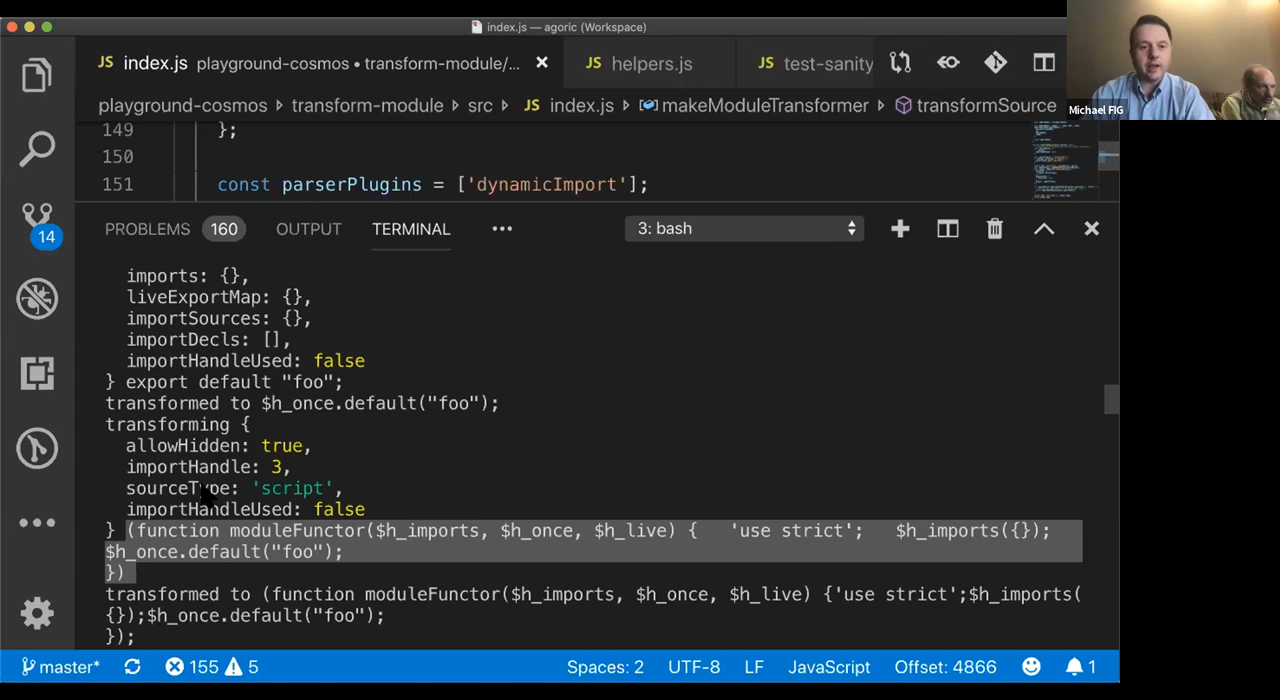 index.js — agoric (Workspace)
JS index.js playground-cosmos • transform-module/...
JS helpers.js
JS test-sanity
Michael FIG
playground-cosmos > transform-module > src > JS index.js > makeModuleTransformer > transformSource
149 };
150
151 const parserPlugins = ['dynamicImport'];
14
PROBLEMS 160 OUTPUT TERMINAL ••• 3: bash
imports: {},
liveExportMap: {},
importSources: {},
importDecls: [],
importHandleUsed: false
} export default "foo";
transformed to $h_once.default("foo");
transforming {
allowHidden: true,
importHandle: 3,
sourceType: 'script',
importHandleUsed: false
} (function moduleFunctor($h_imports, $h_once, $h_live) {   'use strict';   $h_imports({});
$h_once.default("foo");
})
transformed to (function moduleFunctor($h_imports, $h_once, $h_live) {'use strict';$h_imports(
{});$h_once.default("foo");
});
master* 155 5 Spaces: 2 UTF-8 LF JavaScript Offset: 4866 1